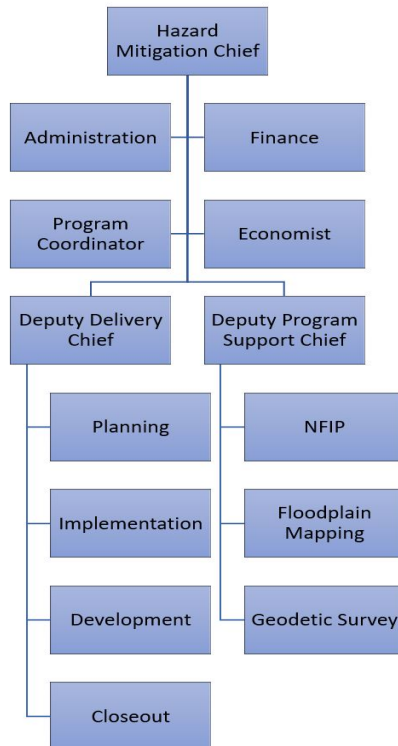 Hazard
Mitigation Chief
Administration
Finance
Program
Coordinator
Economist
Deputy Delivery
Chief
Deputy Program
Support Chief
Planning
NFIP
Implementation
Floodplain
Mapping
Development
Geodetic Survey
Closeout